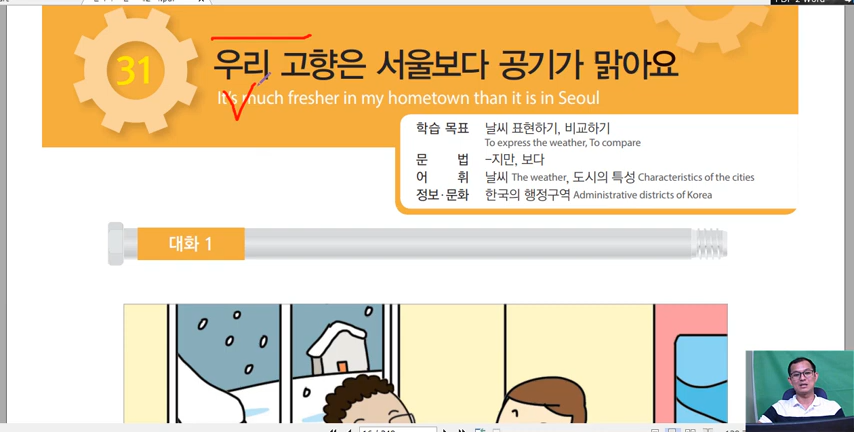 31
우리 고향은 서울보다 공기가 맑아요
It's much fresher in my hometown than it is in Seoul
학습 목표 날씨 표현하기, 비교하기
To express the weather, To compare
문 법 -지만, 보다
어 휘 날씨 The weather, 도시의 특성 Characteristics of the cities
정보·문화 한국의 행정구역 Administrative districts of Korea
대화 1